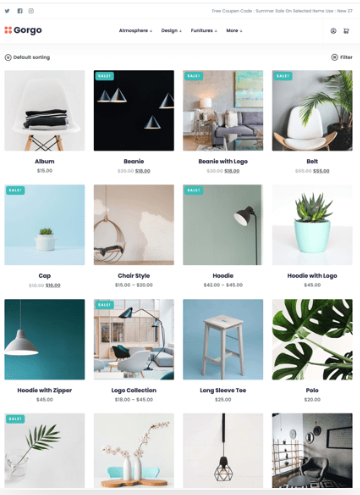 Free Coupon Code : Summer Sale On Selected Items Use : New 27
Gorgo
Atmosphere Design Funitures More
Default sorting
Filter
SALE! SALE! SALE!
Album Beanie Beanie with Logo Belt
$15.00 $20.00 $18.00 $20.00 $18.00 $65.00 $55.00
SALE! SALE!
Cap Chair Style Hoodie Hoodie with Logo
$18.00 $16.00 $15.00 – $20.00 $42.00 – $45.00 $45.00
SALE!
Hoodie with Zipper Logo Collection Long Sleeve Tee Polo
$45.00 $18.00 – $45.00 $25.00 $20.00
SALE!